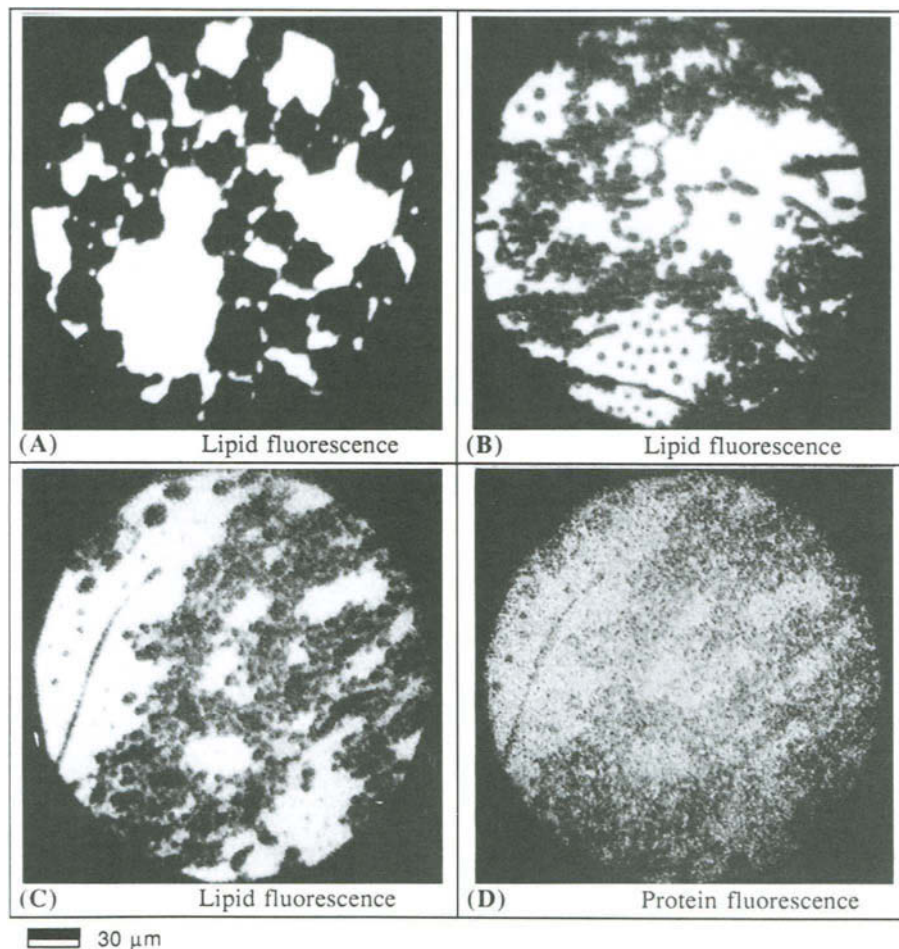 (A) Lipid fluorescence
(B) Lipid fluorescence
(C) Lipid fluorescence
(D) Protein fluorescence
30 μm